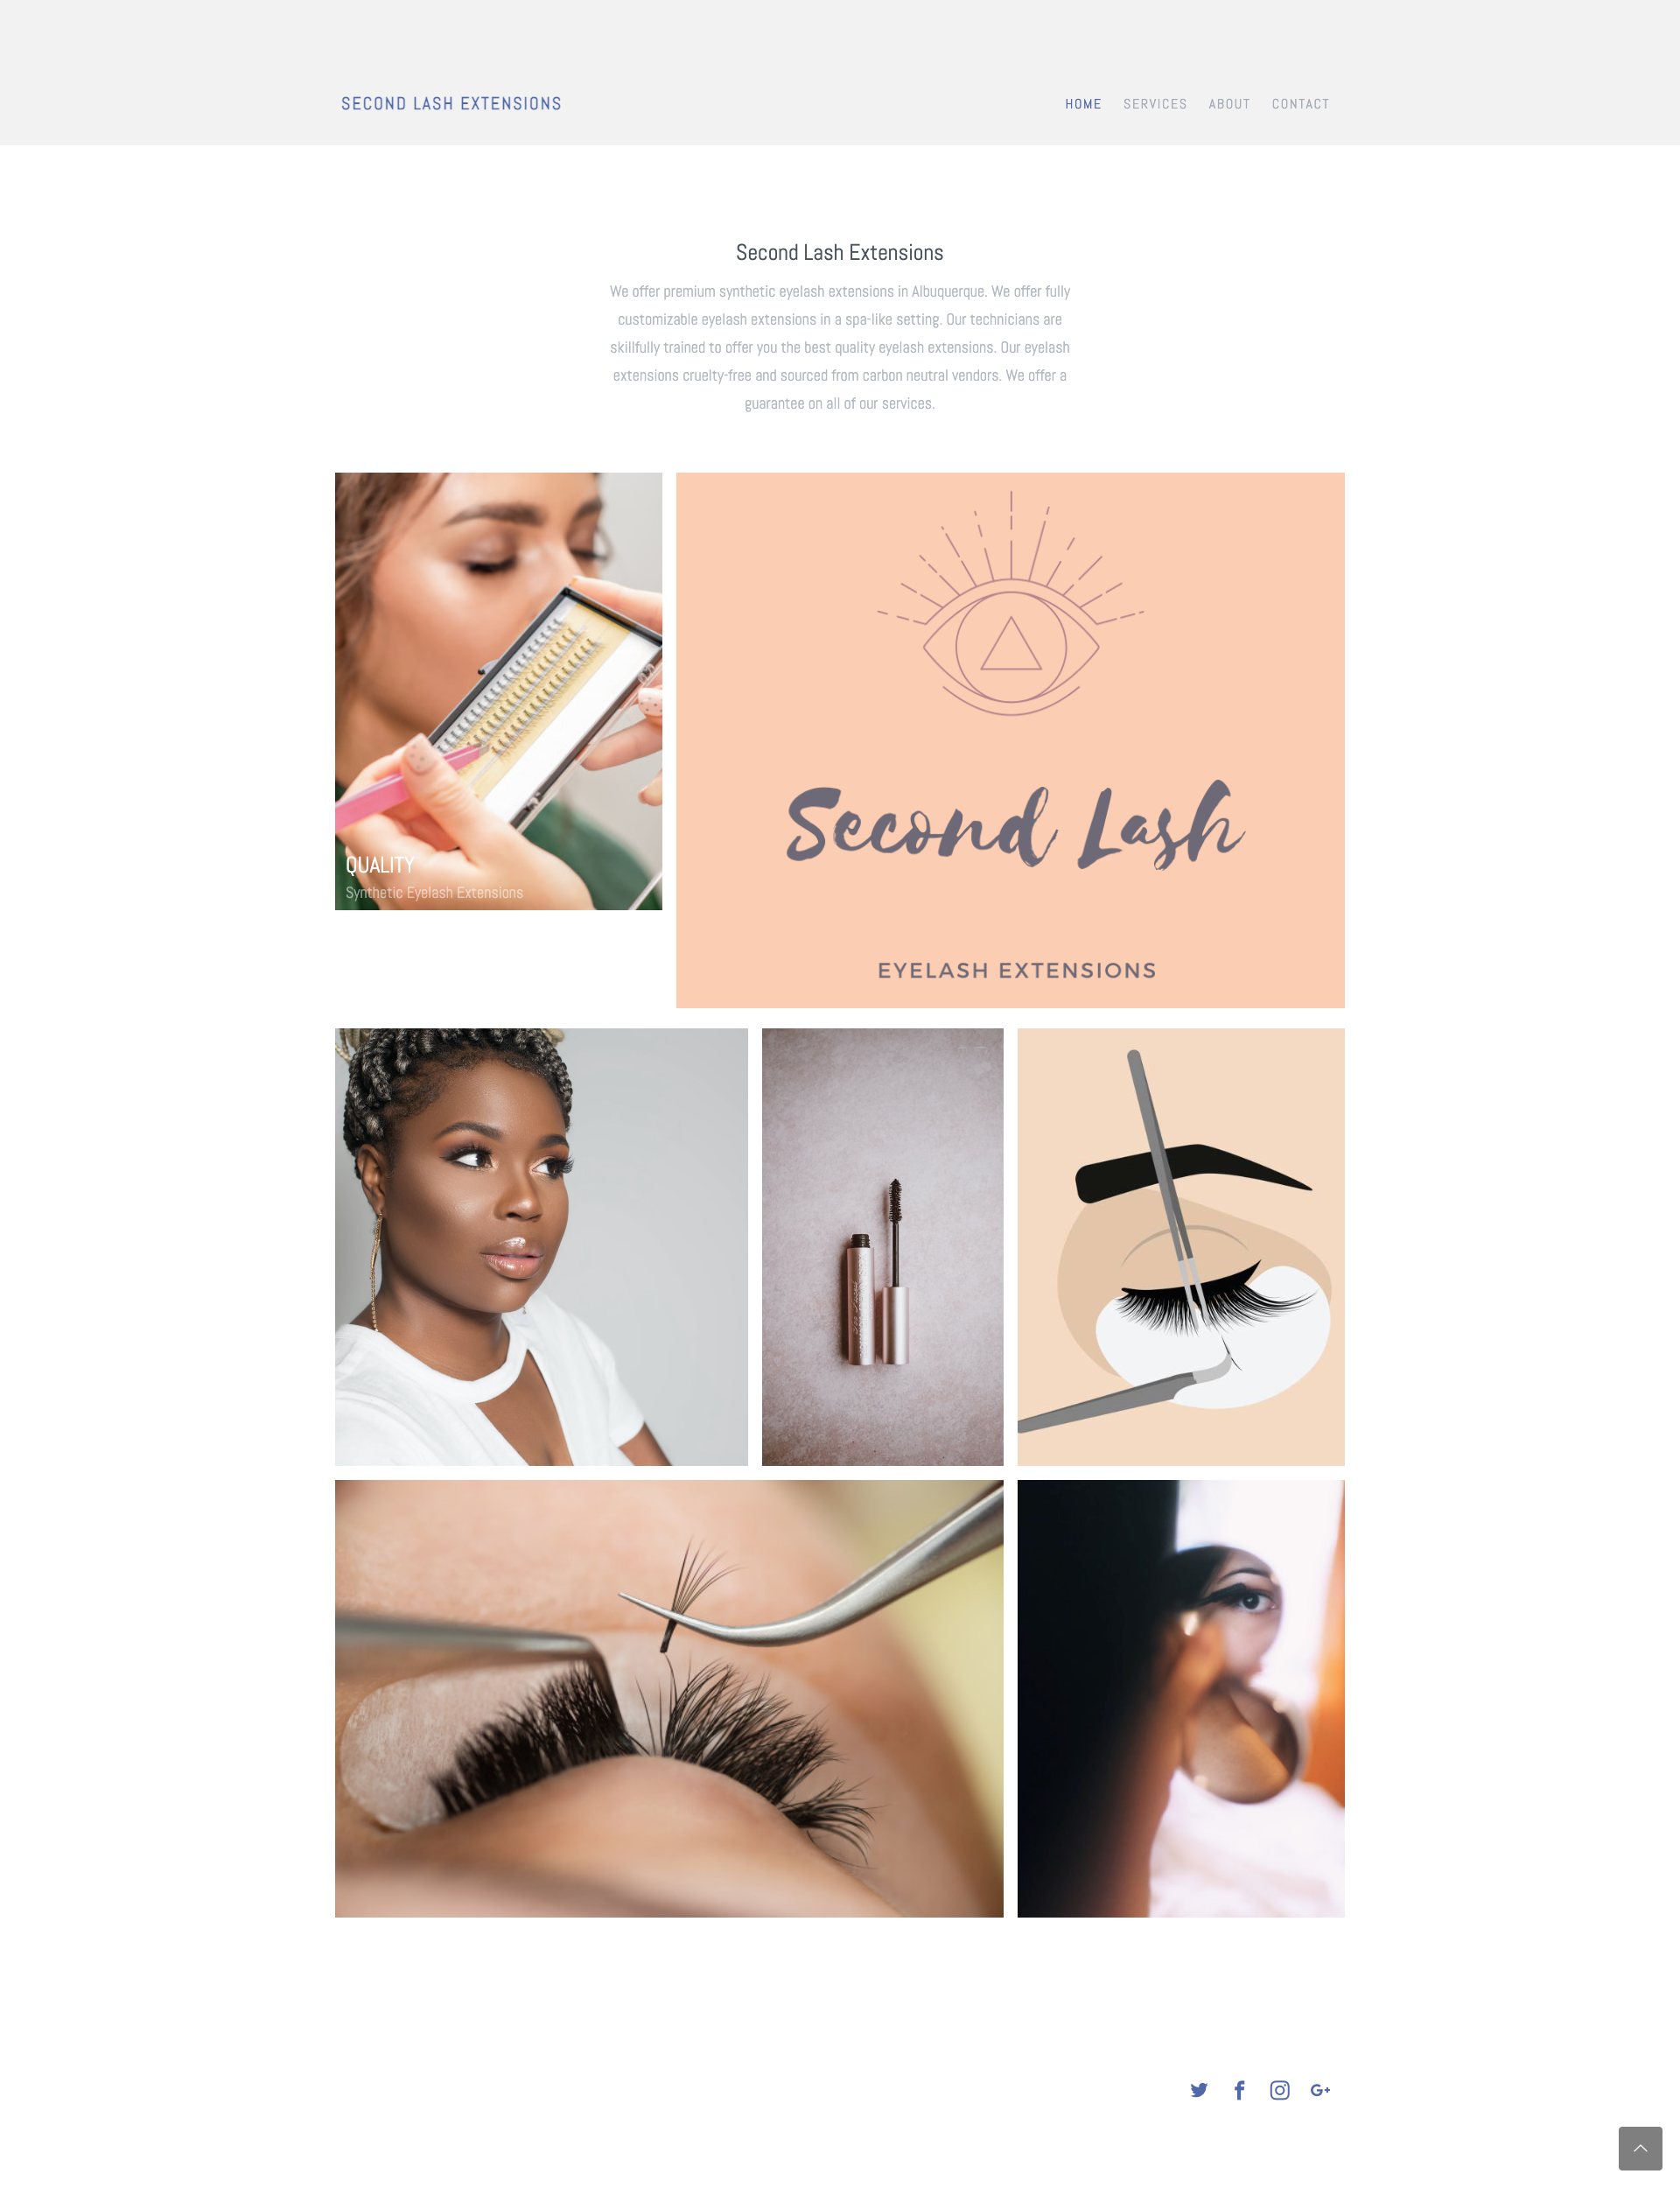 SECOND LASH EXTENSIONS
HOME SERVICES ABOUT CONTACT
Second Lash Extensions
We offer premium synthetic eyelash extensions in Albuquerque. We offer fully
customizable eyelash extensions in a spa-like setting. Our technicians are
skillfully trained to offer you the best quality eyelash extensions. Our eyelash
extensions cruelty-free and sourced from carbon neutral vendors. We offer a
guarantee on all of our services.
QUALITY
Synthetic Eyelash Extensions
Second Lash
EYELASH EXTENSIONS
G+